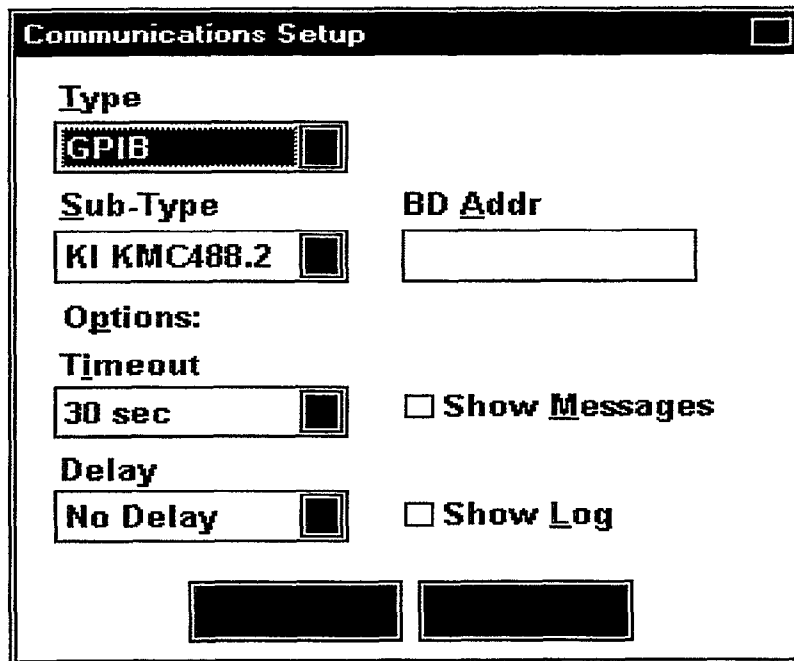 Communications Setup
Type
GPIB
Sub-Type
BD Addr
KI KMC488.2
Options:
Timeout
30 sec
Show Messages
Delay
No Delay
Show Log